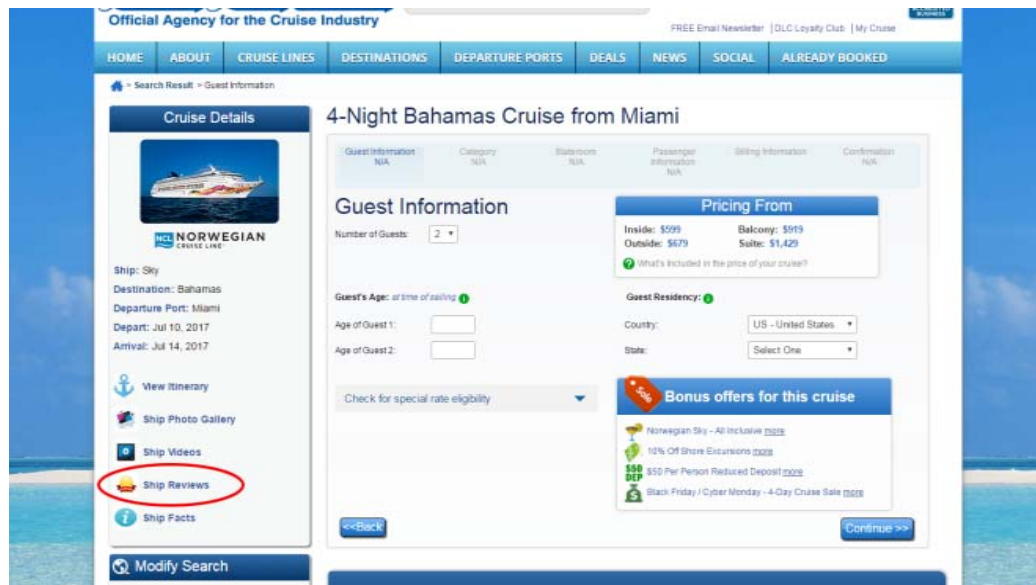 Official Agency for the Cruise Industry
FREE Email Newsletter | DLC Loyalty Club | My Cruise
HOME ABOUT CRUISE LINES DESTINATIONS DEPARTURE PORTS DEALS NEWS SOCIAL ALREADY BOOKED
> Search Result > Guest Information
Cruise Details
NCL NORWEGIAN
CRUISE LINE
Ship: Sky
Destination: Bahamas
Departure Port: Miami
Depart: Jul 10, 2017
Arrival: Jul 14, 2017
View Itinerary
Ship Photo Gallery
Ship Videos
Ship Reviews
Ship Facts
Modify Search
4-Night Bahamas Cruise from Miami
Guest Information Category Stateroom Passenger Billing Information Confirmation
N/A N/A N/A Information N/A
N/A
Guest Information
Number of Guests: 2
Pricing From
Inside: $599 Balcony: $919
Outside: $679 Suite: $1,429
What's included in the price of your cruise?
Guest's Age: at time of sailing
Age of Guest 1:
Age of Guest 2:
Guest Residency:
Country: US - United States
State: Select One
Check for special rate eligibility
Sale Bonus offers for this cruise
Norwegian Sky - All Inclusive more
10% Off Shore Excursions more
$50 DEP $50 Per Person Reduced Deposit more
Black Friday / Cyber Monday - 4-Day Cruise Sale more
<<Back
Continue >>